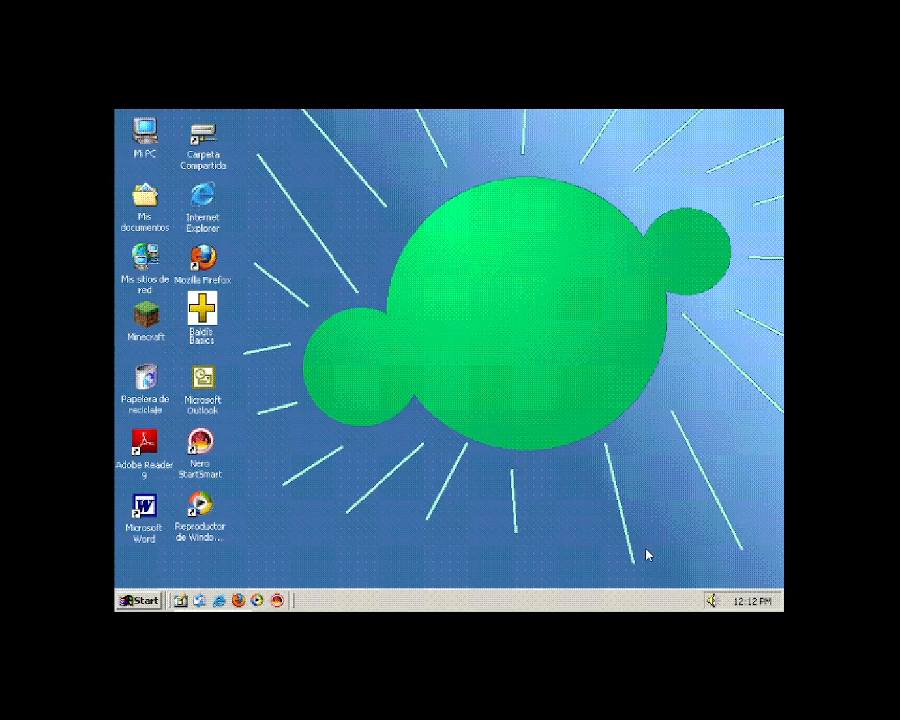 Mi PC
Carpeta
Compartida
Mis
documentos
Internet
Explorer
Mis sitios de
red
Mozilla Firefox
Minecraft
Baldi's
Basics
Papelera de
reciclaje
Microsoft
Outlook
Adobe Reader
9
Nero
StartSmart
Microsoft
Word
Reproductor
de Windo...
Start
12:12 PM